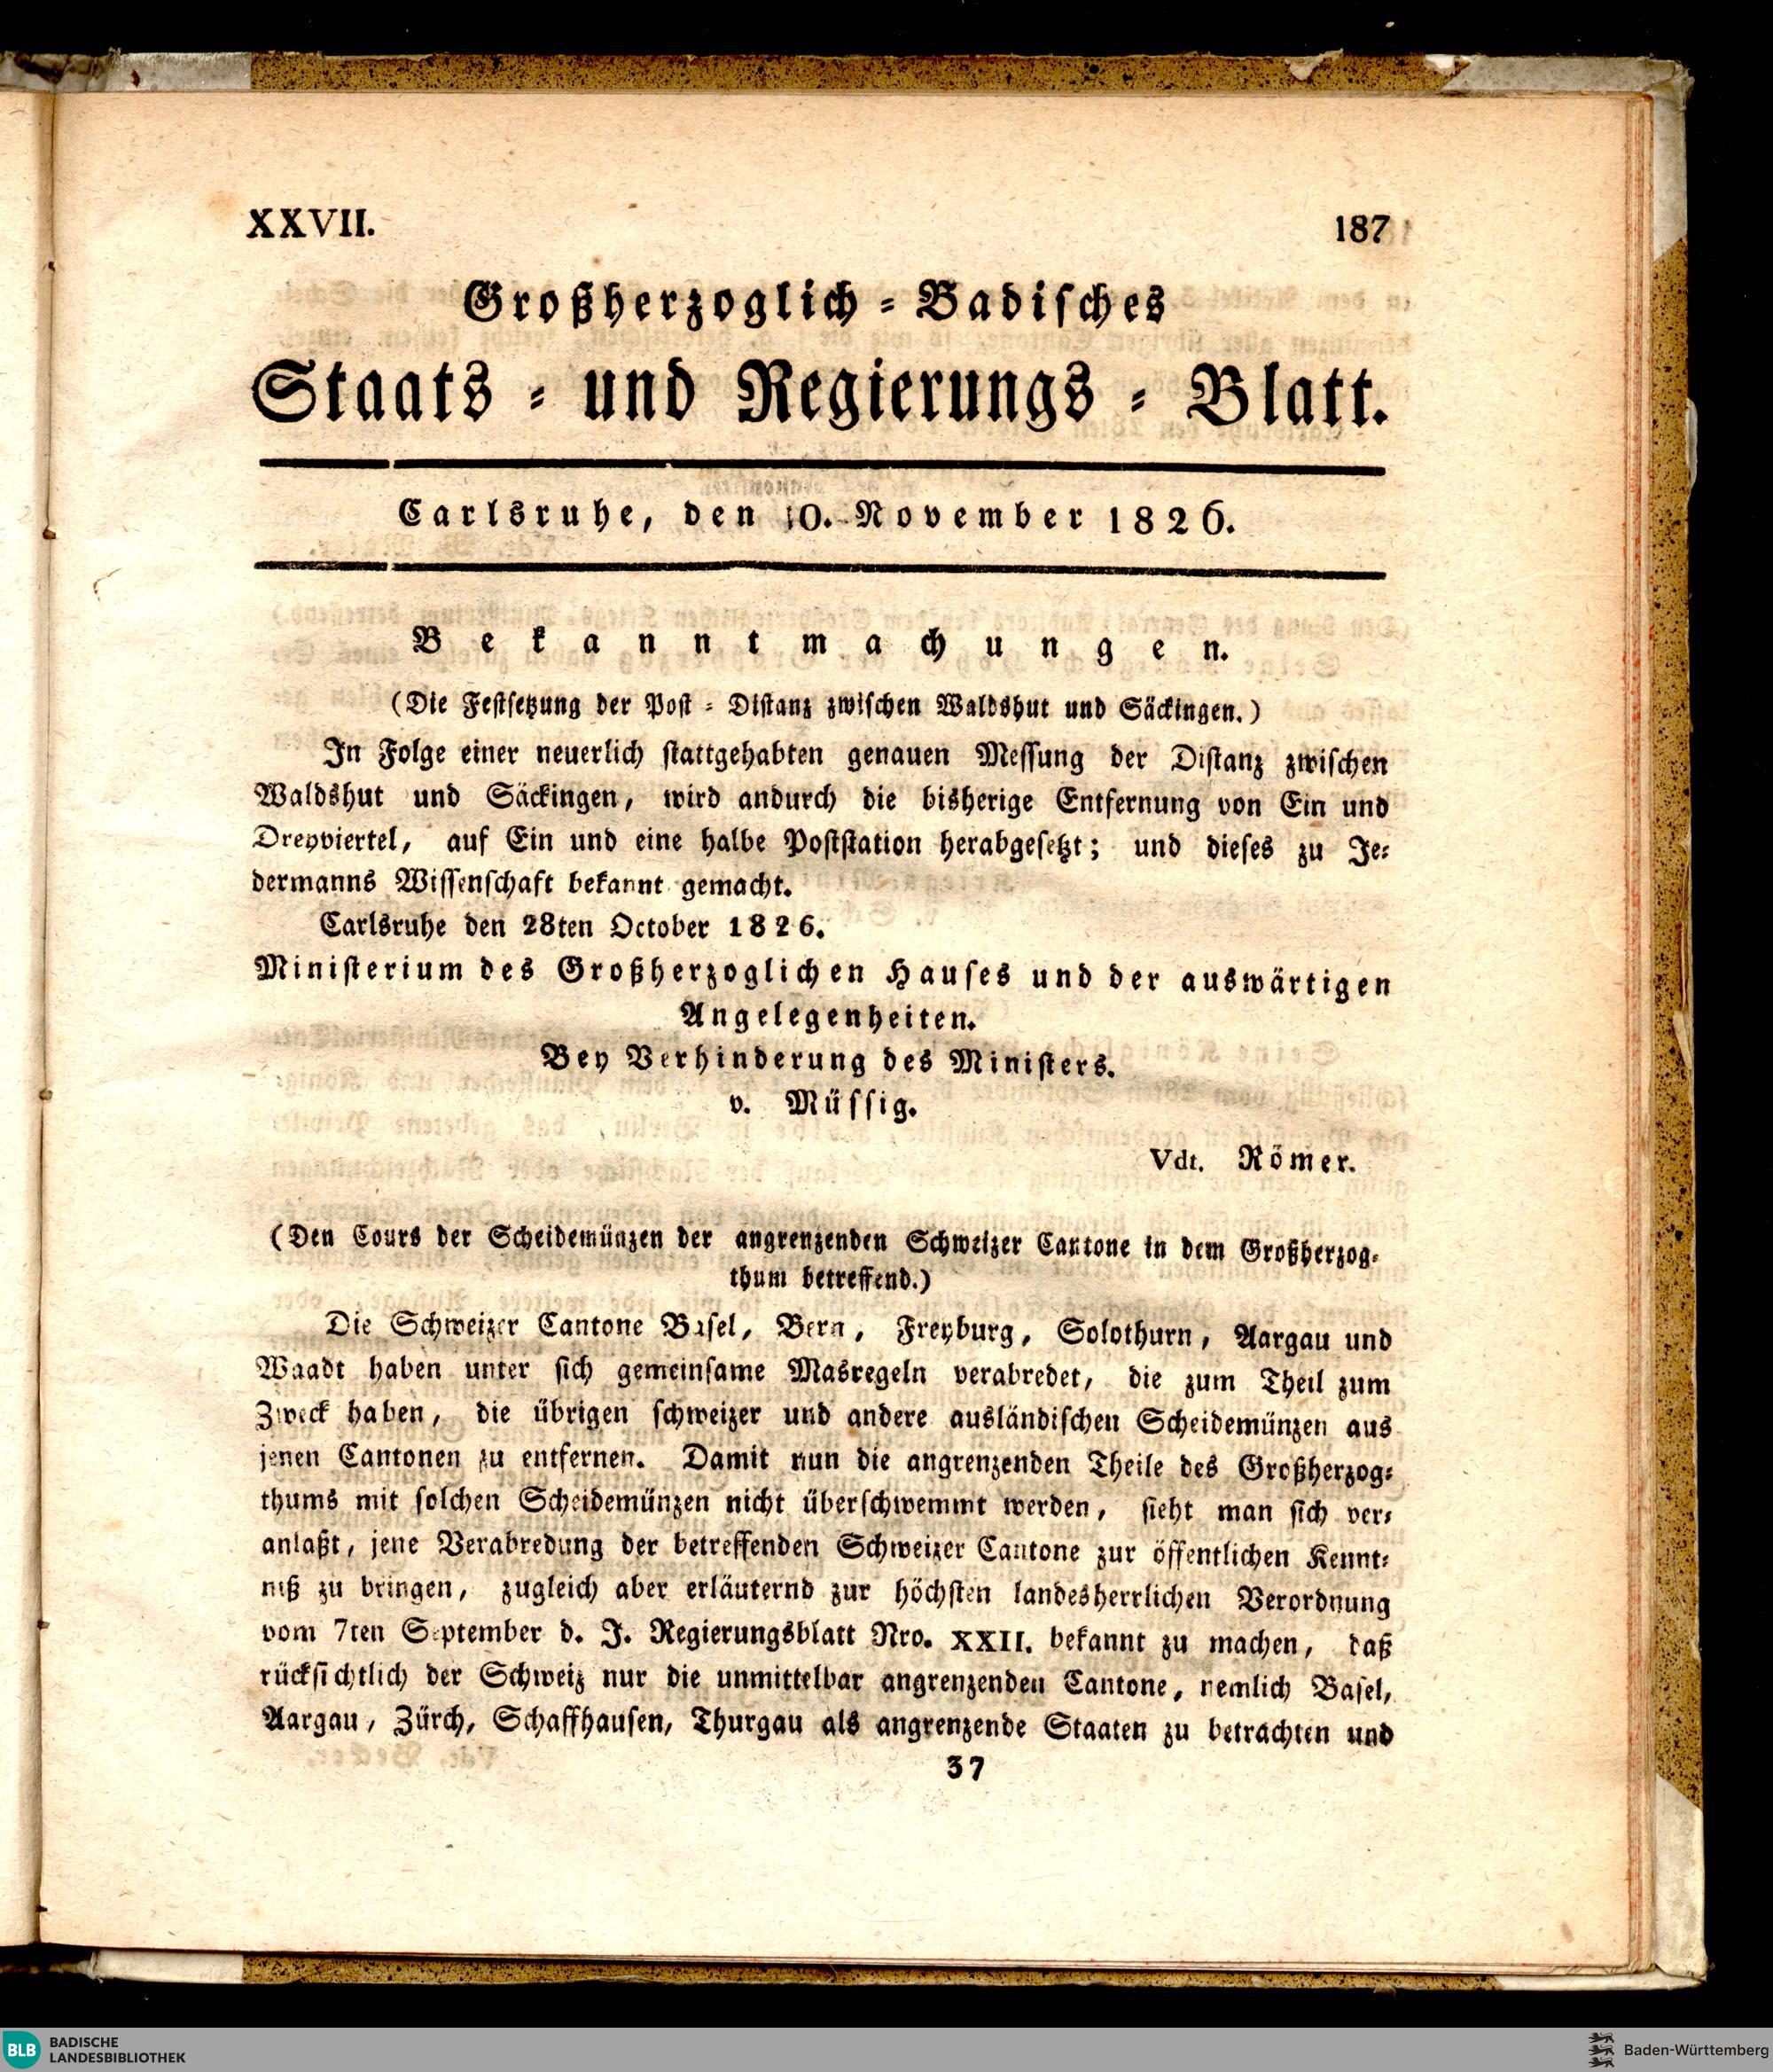 XXVII. 187
Großherzoglich-Badisches
Staats- und Regierungs-Blatt.
Carlsruhe, den 10. November 1826.
Bekanntmachungen.
(Die Festsetzung der Post-Distanz zwischen Waldshut und Säckingen.)
In Folge einer neuerlich stattgehabten genauen Messung der Distanz zwischen
Waldshut und Säckingen, wird andurch die bisherige Entfernung von Ein und
Dreyviertel, auf Ein und eine halbe Poststation herabgesetzt; und dieses zu Je-
dermanns Wissenschaft bekannt gemacht.
Carlsruhe den 28ten October 1826.
Ministerium des Großherzoglichen Hauses und der auswärtigen
Angelegenheiten.
Bey Verhinderung des Ministers.
v. Müssig.
Vdt. Römer.
(Den Cours der Scheidemünzen der angrenzenden Schweizer Cantone in dem Großherzog-
thum betreffend.)
Die Schweizer Cantone Basel, Bern, Freyburg, Solothurn, Aargau und
Waadt haben unter sich gemeinsame Masregeln verabredet, die zum Theil zum
Zweck haben, die übrigen schweizer und andere ausländischen Scheidemünzen aus
jenen Cantonen zu entfernen. Damit nun die angrenzenden Theile des Großherzog-
thums mit solchen Scheidemünzen nicht überschwemmt werden, sieht man sich ver-
anlaßt, jene Verabredung der betreffenden Schweizer Cantone zur öffentlichen Kennt-
niß zu bringen, zugleich aber erläuternd zur höchsten landesherrlichen Verordnung
vom 7ten September d. J. Regierungsblatt Nro. XXII. bekannt zu machen, daß
rücksichtlich der Schweiz nur die unmittelbar angrenzenden Cantone, nemlich Basel,
Aargau, Zürch, Schaffhausen, Thurgau als angrenzende Staaten zu betrachten und
37
BLB BADISCHE
LANDESBIBLIOTHEK
Baden-Württemberg